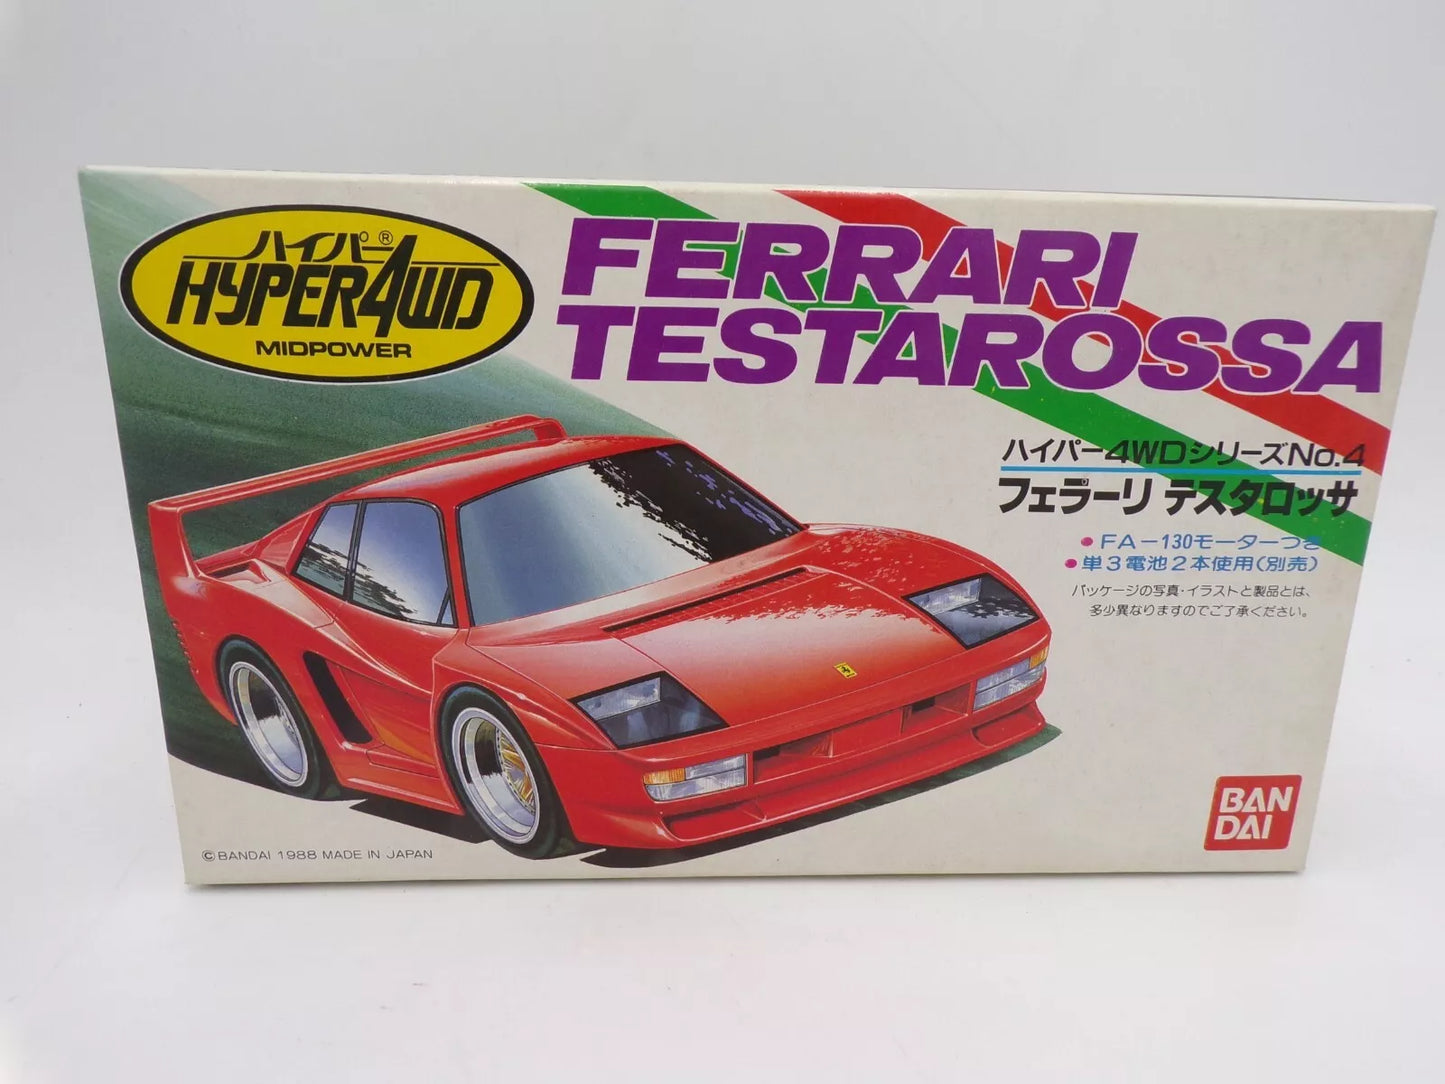 ハイパー®
HYPER4WD
MIDPOWER
FERRARI
TESTAROSSA
ハイパー4WDシリーズNo.4
フェラーリ テスタロッサ
●FA-130モーターつき
●単3電池2本使用(別売)
パッケージの写真・イラストと製品とは、
多少異なりますのでご了承ください。
BAN
DAI
©BANDAI 1988 MADE IN JAPAN